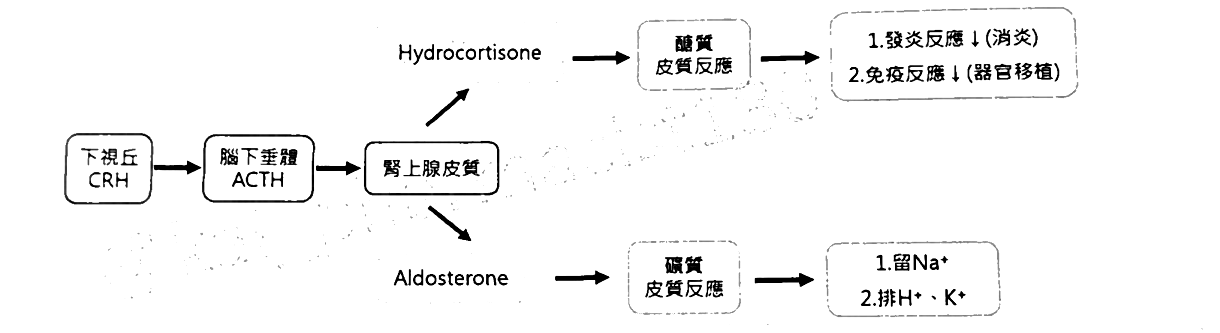 下視丘
CRH
腦下垂體
ACTH
腎上腺皮質
Hydrocortisone
醣質
皮質反應
1.發炎反應↓(消炎)
2.免疫反應↓(器官移植)
Aldosterone
礦質
皮質反應
1.留Na⁺
2.排H⁺、K⁺